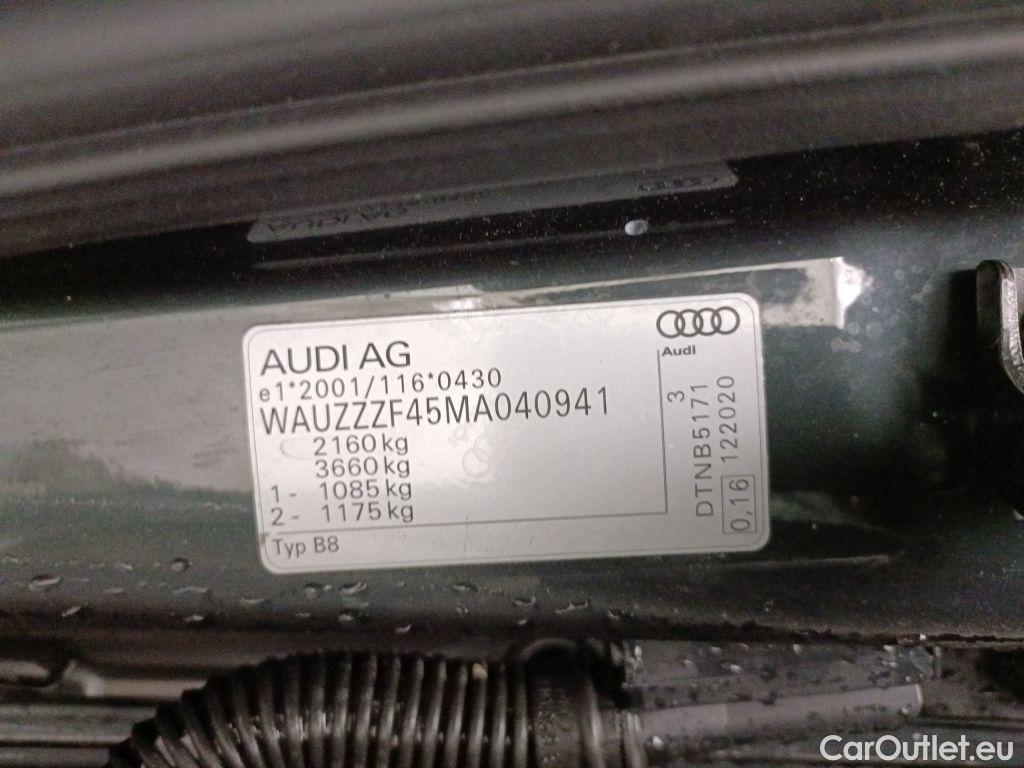 AUDI AG
e1*2001/116*0430
WAUZZZF45MA040941
2160 kg
3660 kg
1 - 1085 kg
2 - 1175 kg
Typ B8
Audi
3
DTNB5171
0,16 122020
CarOutlet.eu